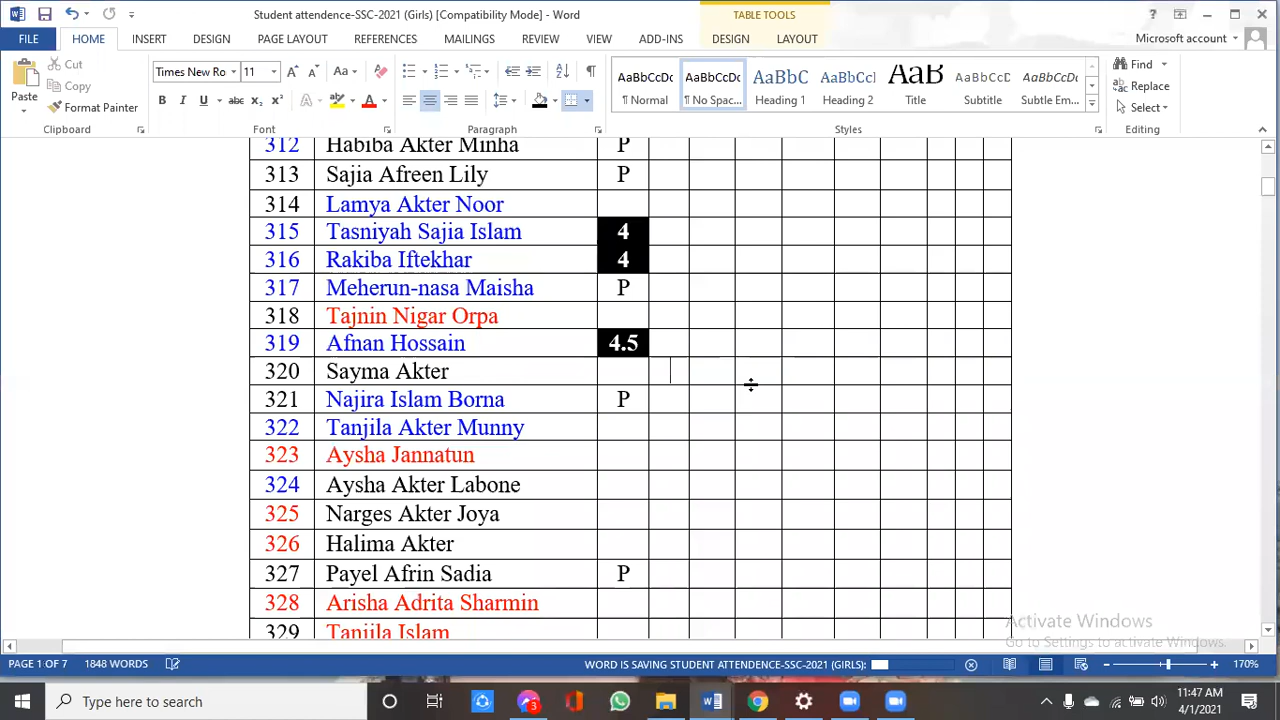 Student attendence-SSC-2021 (Girls) [Compatibility Mode] - Word
TABLE TOOLS
FILE HOME INSERT DESIGN PAGE LAYOUT REFERENCES MAILINGS REVIEW VIEW ADD-INS DESIGN LAYOUT Microsoft account
Paste
Cut
Copy
Format Painter
Clipboard
Times New Ro 11
Font
Paragraph
AaBbCcDc ¶ Normal
AaBbCcDc ¶ No Spac...
AaBbC Heading
AaBbCc Heading 2
AaB Title
AaBbCcD Subtitle
AaBbCcD Subtle Em...
Styles
Find
Replace
Select
Editing
312 Habiba Akter Minha P
313 Sajia Afreen Lily P
314 Lamya Akter Noor
315 Tasniyah Sajia Islam 4
316 Rakiba Iftekhar 4
317 Meherun-nasa Maisha P
318 Tajnin Nigar Orpa
319 Afnan Hossain 4.5
320 Sayma Akter
321 Najira Islam Borna P
322 Tanjila Akter Munny
323 Aysha Jannatun
324 Aysha Akter Labone
325 Narges Akter Joya
326 Halima Akter
327 Payel Afrin Sadia P
328 Arisha Adrita Sharmin
329 Tanjila Islam
Activate Windows
Go to Settings to activate Windows.
PAGE 1 OF 7 1848 WORDS WORD IS SAVING STUDENT ATTENDENCE-SSC-2021 (GIRLS): 170%
Type here to search
3
11:47 AM
4/1/2021